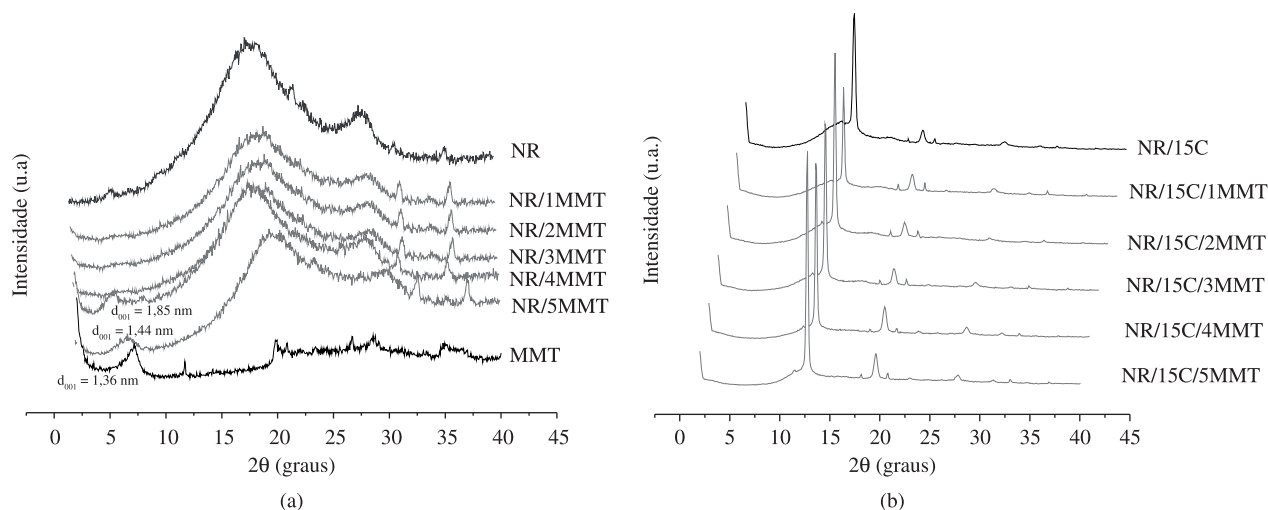 Intensidade (u.a)
NR
NR/1MMT
NR/2MMT
NR/3MMT
NR/4MMT
NR/5MMT
MMT
d001 = 1,85 nm
d001 = 1,44 nm
d001 = 1,36 nm
0 5 10 15 20 25 30 35 40 45
2θ (graus)
(a)
Intensidade (u.a.)
NR/15C
NR/15C/1MMT
NR/15C/2MMT
NR/15C/3MMT
NR/15C/4MMT
NR/15C/5MMT
0 5 10 15 20 25 30 35 40 45
2θ (graus)
(b)